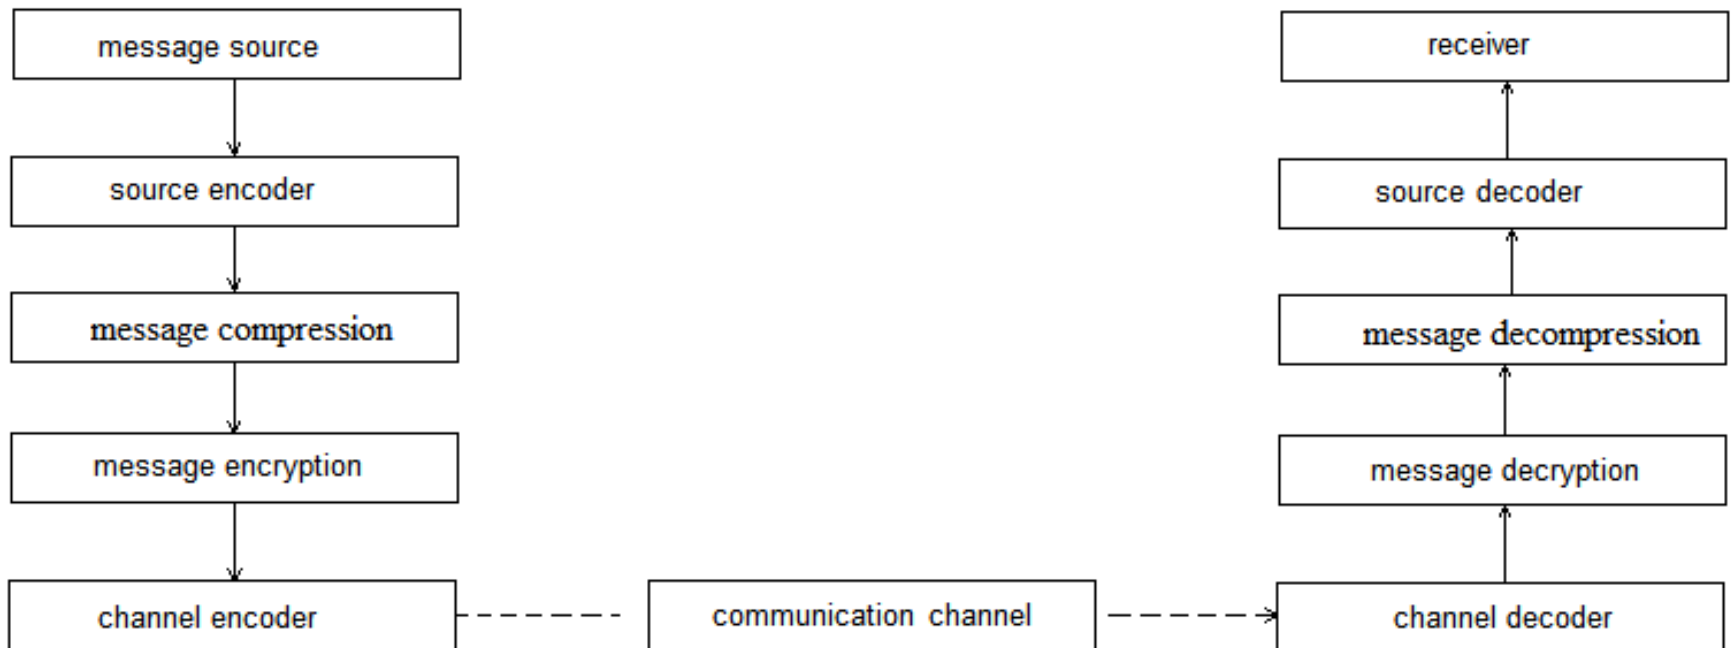 message source
source encoder
message compression
message encryption
channel encoder
communication channel
channel decoder
message decryption
message decompression
source decoder
receiver